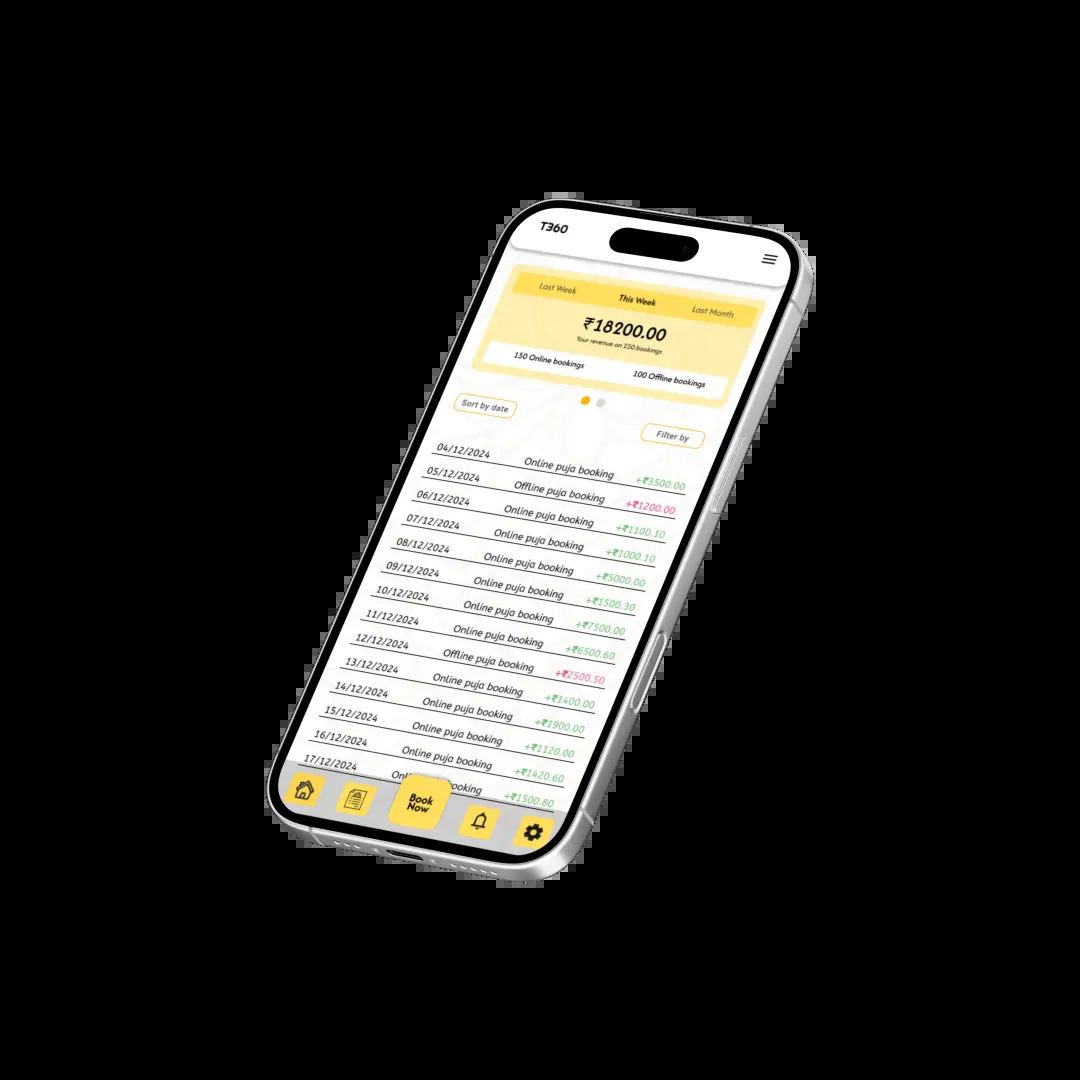 T360
Last Week This Week Last Month
₹18200.00
Your revenue on 250 bookings
150 Online bookings 100 Offline bookings
Sort by date Filter by
04/12/2024 Online puja booking +₹3500.00
05/12/2024 Offline puja booking +₹1200.00
06/12/2024 Online puja booking +₹1100.10
07/12/2024 Online puja booking +₹1000.10
08/12/2024 Online puja booking +₹5000.00
09/12/2024 Online puja booking +₹1500.30
10/12/2024 Online puja booking +₹7500.00
11/12/2024 Online puja booking +₹6500.60
12/12/2024 Offline puja booking +₹2500.50
13/12/2024 Online puja booking +₹1400.00
14/12/2024 Online puja booking +₹1900.00
15/12/2024 Online puja booking +₹1120.00
16/12/2024 Online puja booking +₹1420.60
17/12/2024 +₹1500.80
Book
Now